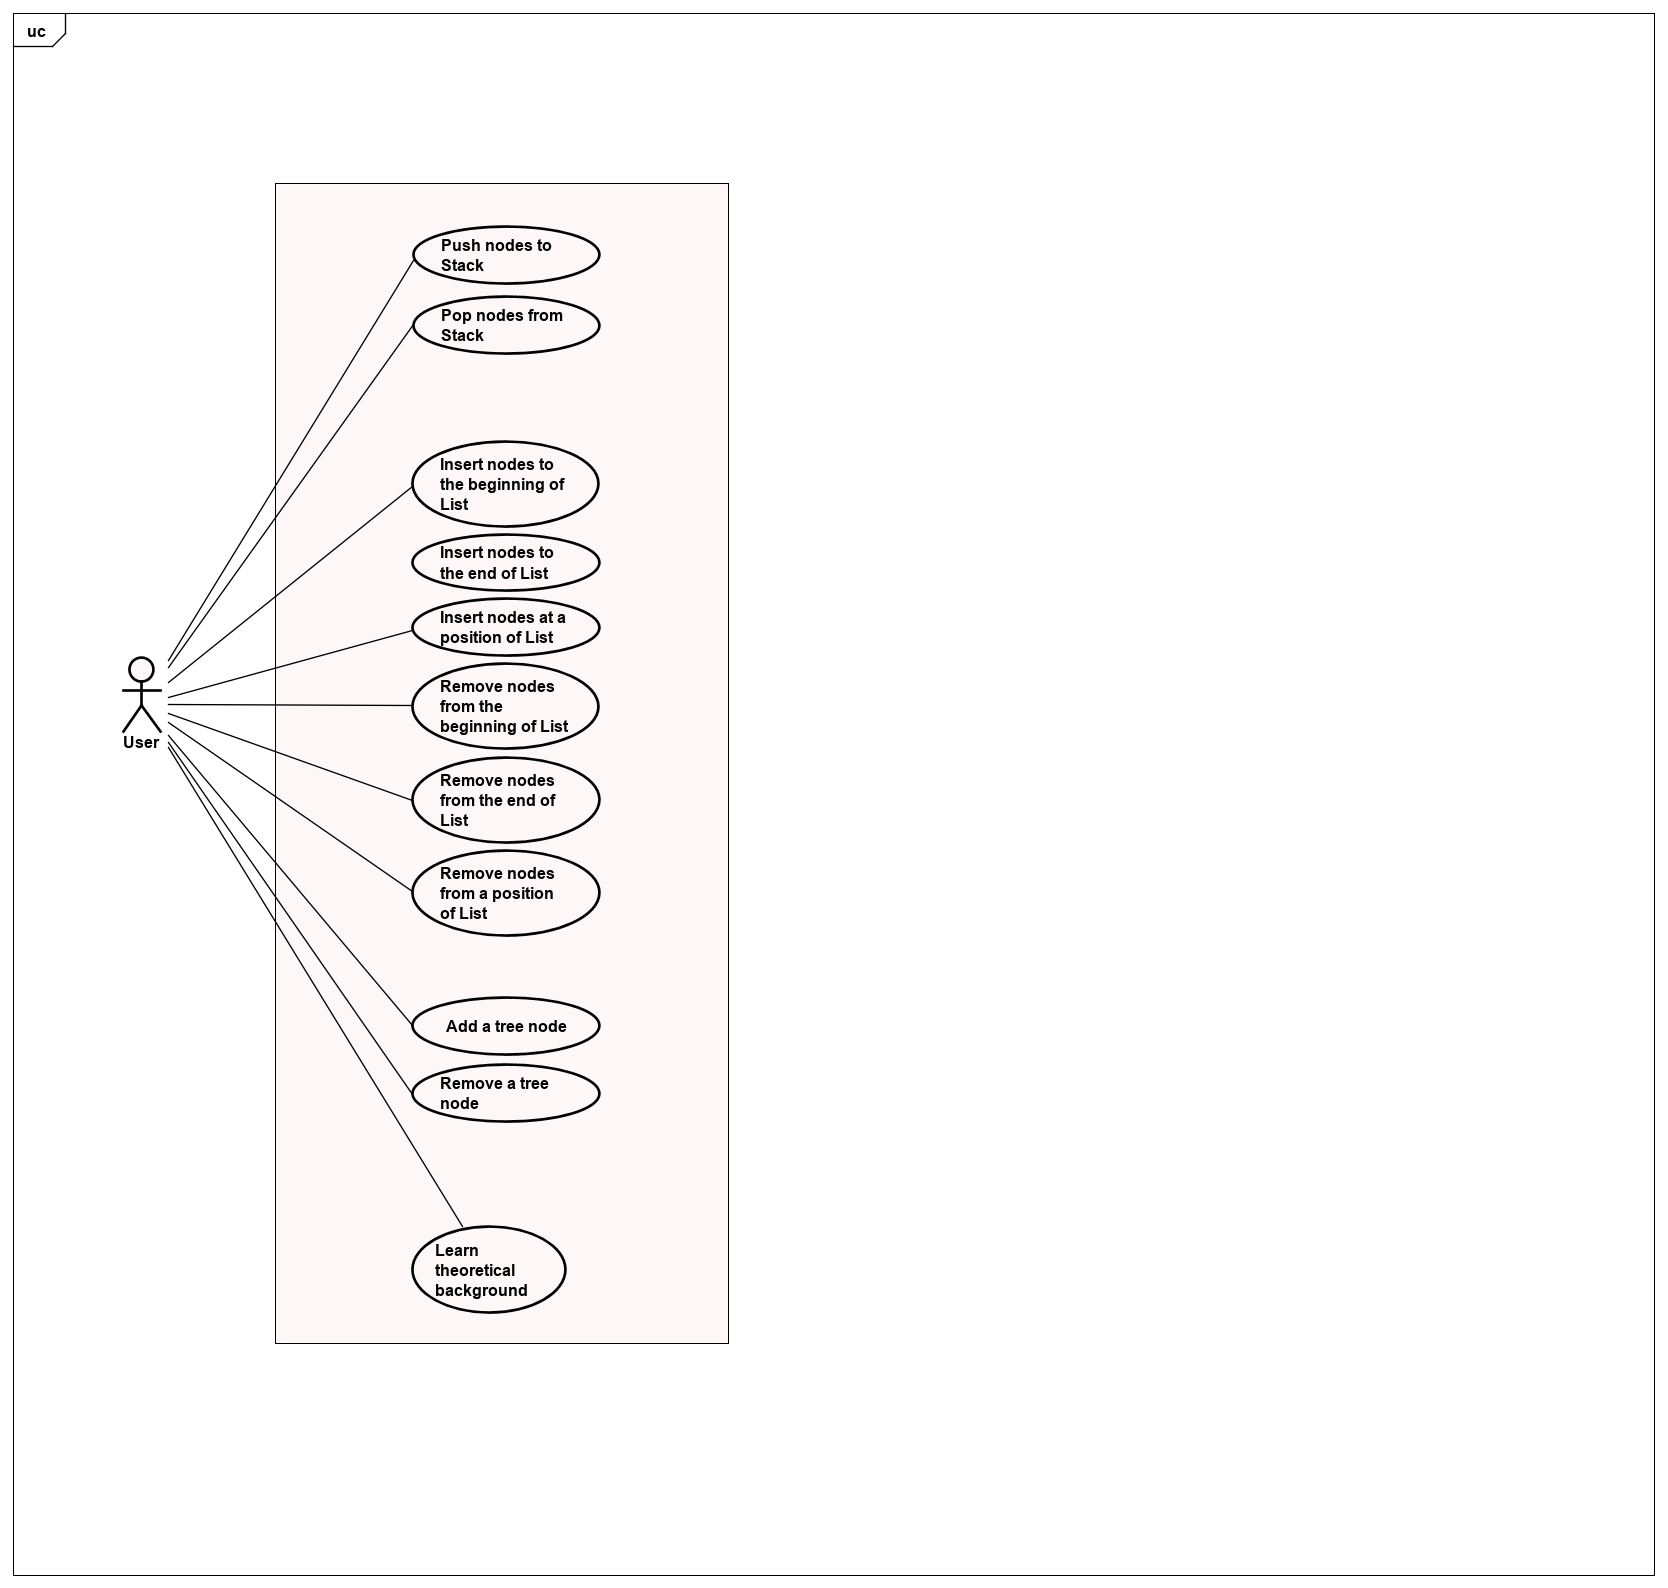 uc
Push nodes to
Stack
Pop nodes from
Stack
Insert nodes to
the beginning of
List
Insert nodes to
the end of List
Insert nodes at a
position of List
Remove nodes
from the
beginning of List
User
Remove nodes
from the end of
List
Remove nodes
from a position
of List
Add a tree node
Remove a tree
node
Learn
theoretical
background